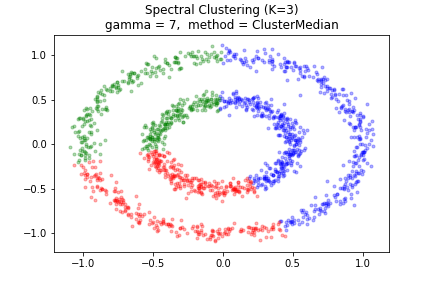 Spectral Clustering (K=3)
gamma = 7,  method = ClusterMedian
1.0
0.5
0.0
−0.5
−1.0
−1.0 −0.5 0.0 0.5 1.0